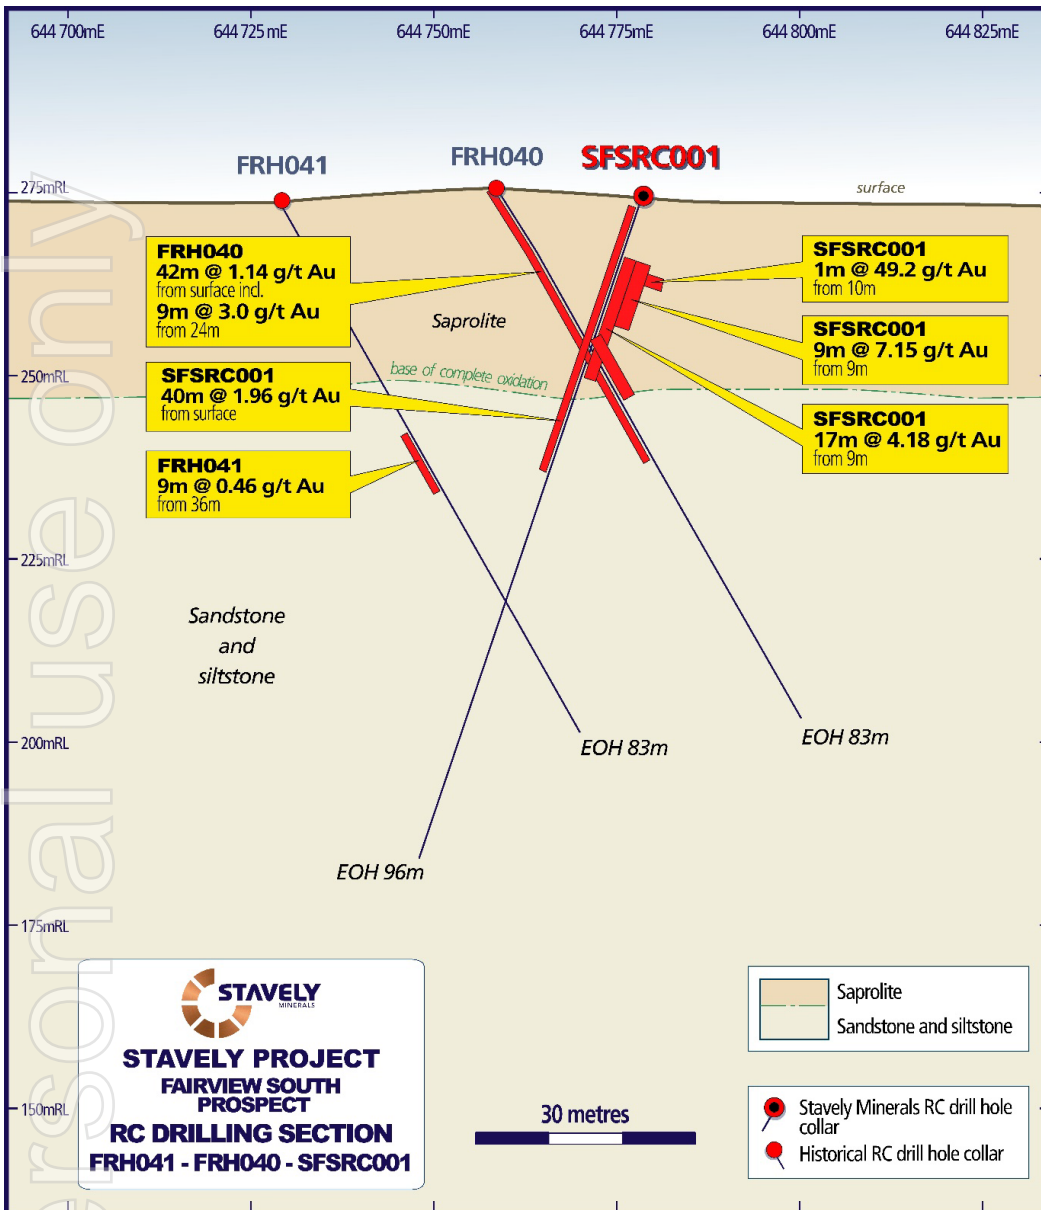 644 700mE
644 725 mE
644 750mE
644 775mE
644 800mE
644 825mE
FRH041
FRH040
SFSRC001
275mRL
surface
FRH040
42m @ 1.14 g/t Au
from surface incl.
9m @ 3.0 g/t Au
from 24m
SFSRC001
1m @ 49.2 g/t Au
from 10m
Saprolite
SFSRC001
9m @ 7.15 g/t Au
from 9m
250mRL
base of complete oxidation
SFSRC001
40m @ 1.96 g/t Au
from surface
SFSRC001
17m @ 4.18 g/t Au
from 9m
FRH041
9m @ 0.46 g/t Au
from 36m
225mRL
Sandstone
and
siltstone
200mRL
EOH 83m
EOH 83m
EOH 96m
175mRL
150mRL
STAVELY
MINERALS
STAVELY PROJECT
FAIRVIEW SOUTH
PROSPECT
RC DRILLING SECTION
FRH041 - FRH040 - SFSRC001
30 metres
Saprolite
Sandstone and siltstone
Stavely Minerals RC drill hole
collar
Historical RC drill hole collar
ersonal use only